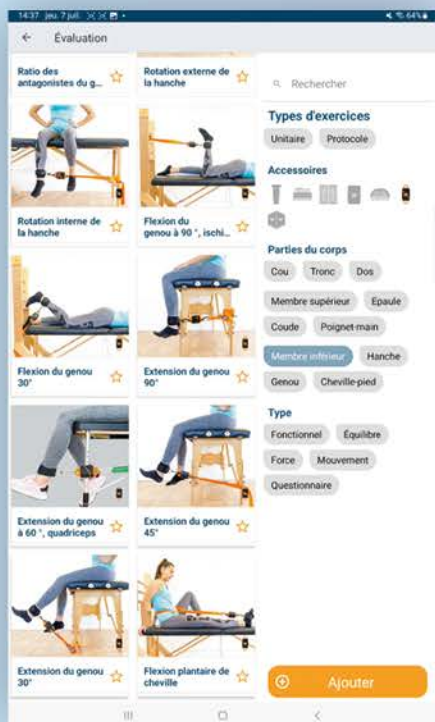 14:37 jeu. 7 juil.
64%
Évaluation
Ratio des
antagonistes du g...
Rotation externe de
la hanche
Rotation interne de
la hanche
Flexion du
genou à 90 °, ischi...
Flexion du genou
30°
Extension du genou
90°
Extension du genou
à 60 °, quadriceps
Extension du genou
45°
Extension du genou
30°
Flexion plantaire de
cheville
Rechercher
Types d'exercices
Unitaire Protocole
Accessoires
Parties du corps
Cou Tronc Dos
Membre supérieur Epaule
Coude Poignet-main
Membre inférieur Hanche
Genou Cheville-pied
Type
Fonctionnel Équilibre
Force Mouvement
Questionnaire
Ajouter